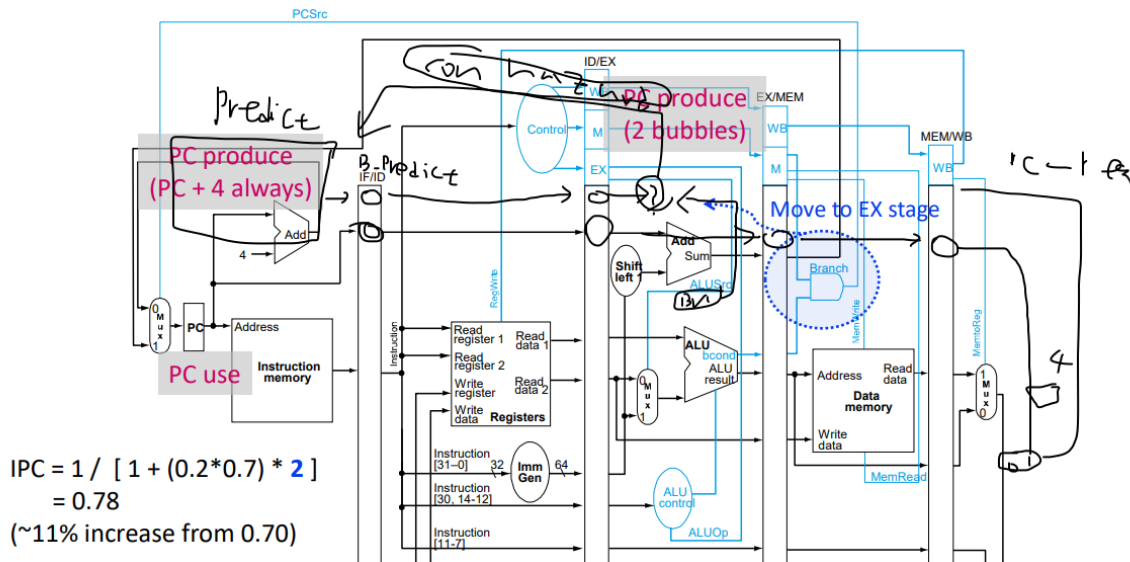 PCSrc
con haz
ID/EX
Predict
PC produce
(2 bubbles)
EX/MEM
WB
Control
M
WB
MEM/WB
PC produce
(PC + 4 always)
B-Predict
IF/ID
EX
M
WB
Move to EX stage
?
Add
4
Add
Sum
Shift
left 1
Branch
ALUSrc
RegWrite
MemWrite
MemtoReg
0
Mux
1
PC
Address
Instruction
memory
PC use
Instruction
Read
register 1
Read
register 2
Write
register
Write
data
Read
data 1
Read
data 2
Registers
0
Mux
1
ALU
bcond
ALU
result
Address
Read
data
Data
memory
Write
data
MemRead
1
Mux
0
4
IPC = 1 / [ 1 + (0.2*0.7) * 2 ]
= 0.78
(~11% increase from 0.70)
Instruction
[31–0]
32
Imm
Gen
64
Instruction
[30, 14-12]
ALU
control
ALUOp
Instruction
[11-7]